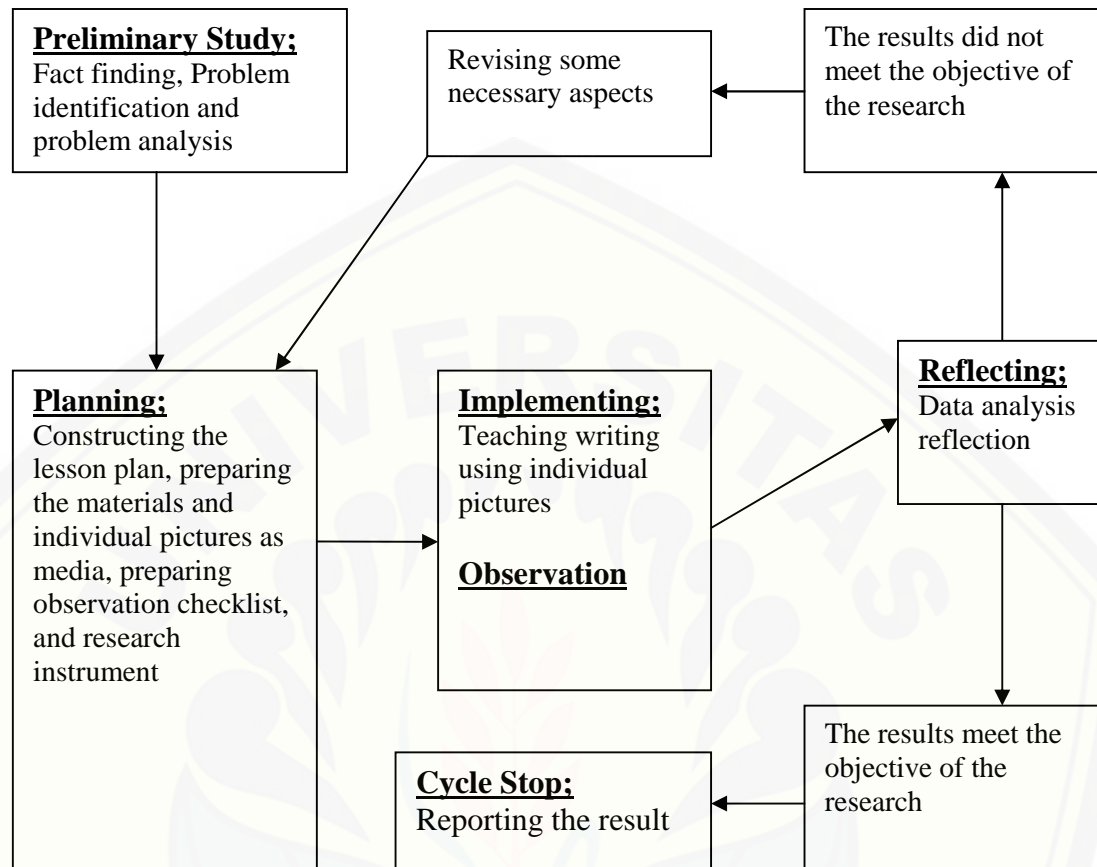 Preliminary Study;
Fact finding, Problem
identification and
problem analysis
Revising some
necessary aspects
The results did not
meet the objective of
the research
Planning;
Constructing the
lesson plan, preparing
the materials and
individual pictures as
media, preparing
observation checklist,
and research
instrument
Implementing;
Teaching writing
using individual
pictures
Observation
Reflecting;
Data analysis
reflection
The results meet the
objective of the
research
Cycle Stop;
Reporting the result
UNIVERSITAS